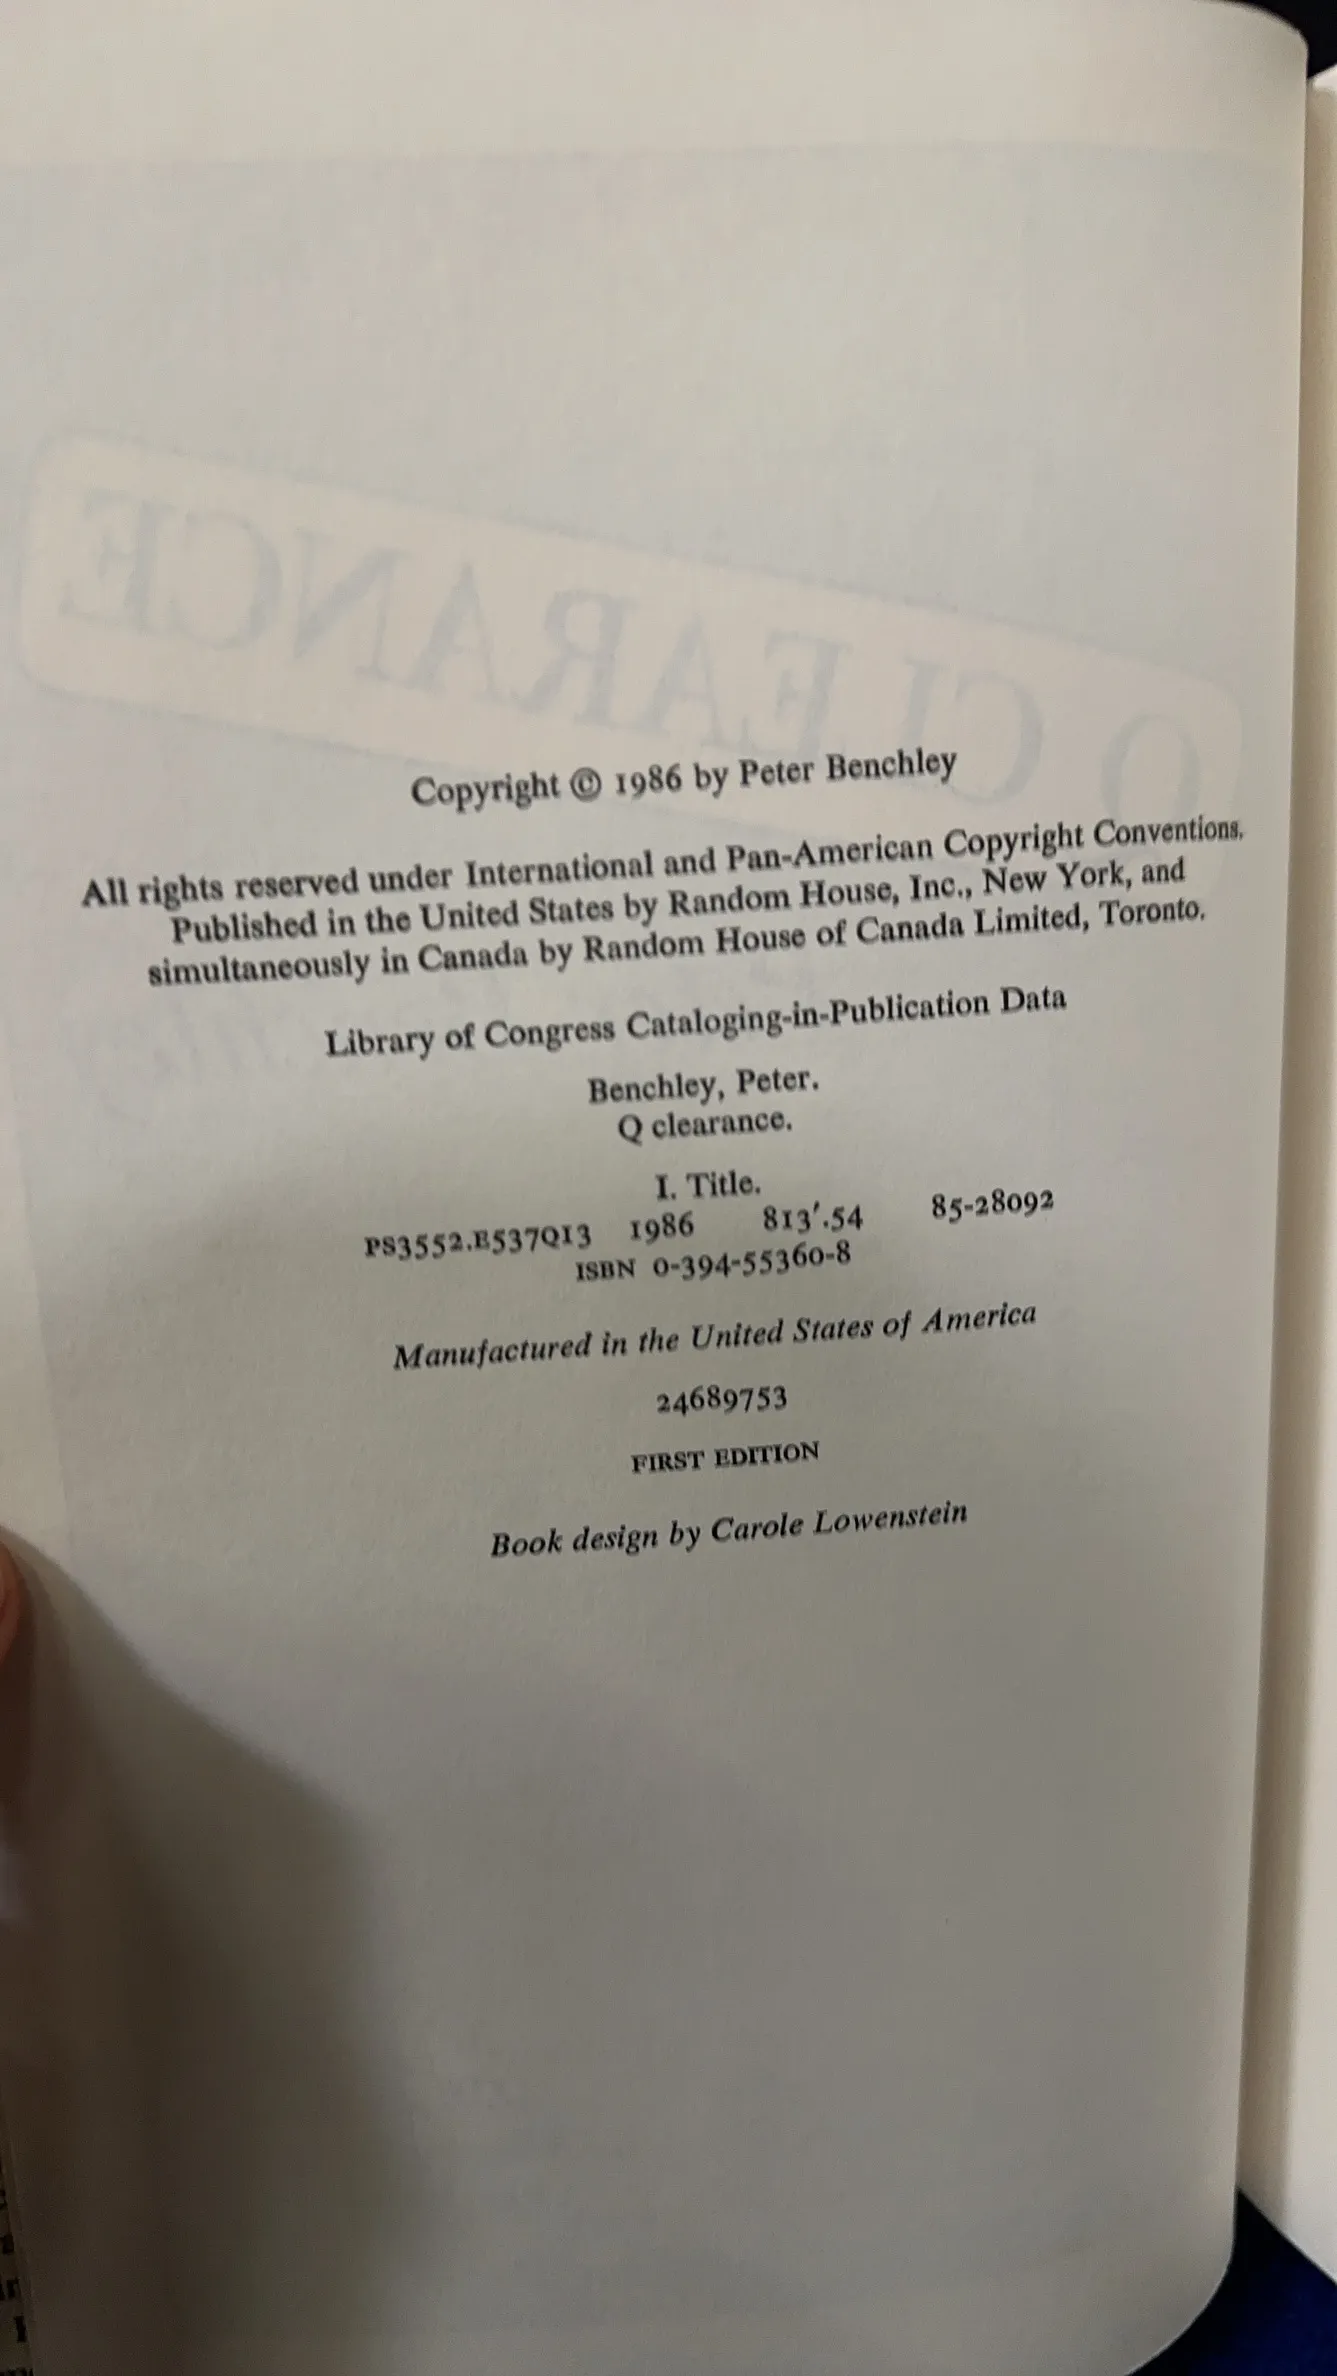 Q CLEARANCE
Copyright © 1986 by Peter Benchley
All rights reserved under International and Pan-American Copyright Conventions.
Published in the United States by Random House, Inc., New York, and
simultaneously in Canada by Random House of Canada Limited, Toronto.
Library of Congress Cataloging-in-Publication Data
Benchley, Peter.
Q clearance.
I. Title.
PS3552.E537Q13 1986 813′.54 85-28092
ISBN 0-394-55360-8
Manufactured in the United States of America
24689753
FIRST EDITION
Book design by Carole Lowenstein